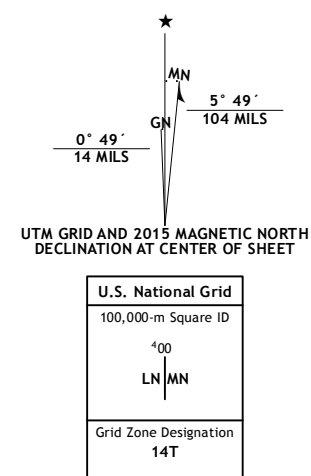 ★
MN
5° 49´
104 MILS
GN
0° 49´
14 MILS
UTM GRID AND 2015 MAGNETIC NORTH
DECLINATION AT CENTER OF SHEET
U.S. National Grid
100,000-m Square ID
⁴00
LN MN
Grid Zone Designation
14T